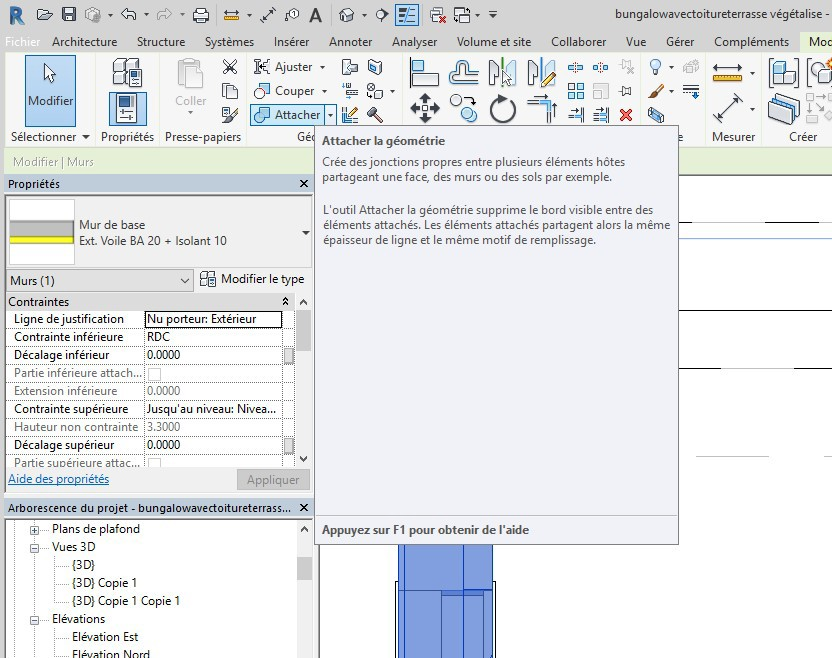 R
A
bungalowavectoitureterrasse végétalise -
Fichier Architecture Structure Systèmes Insérer Annoter Analyser Volume et site Collaborer Vue Gérer Compléments Mod
Modifier
Coller
Ajuster
Couper
Attacher
Sélectionner Propriétés Presse-papiers Géo Mesurer Créer
Modifier | Murs
Attacher la géométrie
Crée des jonctions propres entre plusieurs éléments hôtes
partageant une face, des murs ou des sols par exemple.
L'outil Attacher la géométrie supprime le bord visible entre des
éléments attachés. Les éléments attachés partagent alors la même
épaisseur de ligne et le même motif de remplissage.
Appuyez sur F1 pour obtenir de l'aide
Propriétés
Mur de base
Ext. Voile BA 20 + Isolant 10
Murs (1) Modifier le type
Contraintes
Ligne de justification Nu porteur: Extérieur
Contrainte inférieure RDC
Décalage inférieur 0.0000
Partie inférieure attach...
Extension inférieure 0.0000
Contrainte supérieure Jusqu'au niveau: Nivea...
Hauteur non contrainte 3.3000
Décalage supérieur 0.0000
Partie supérieure attac...
Aide des propriétés Appliquer
Arborescence du projet - bungalowavectoitureterrass...
Plans de plafond
Vues 3D
{3D}
{3D} Copie 1
{3D} Copie 1 Copie 1
Elévations
Elévation Est
Elévation Nord